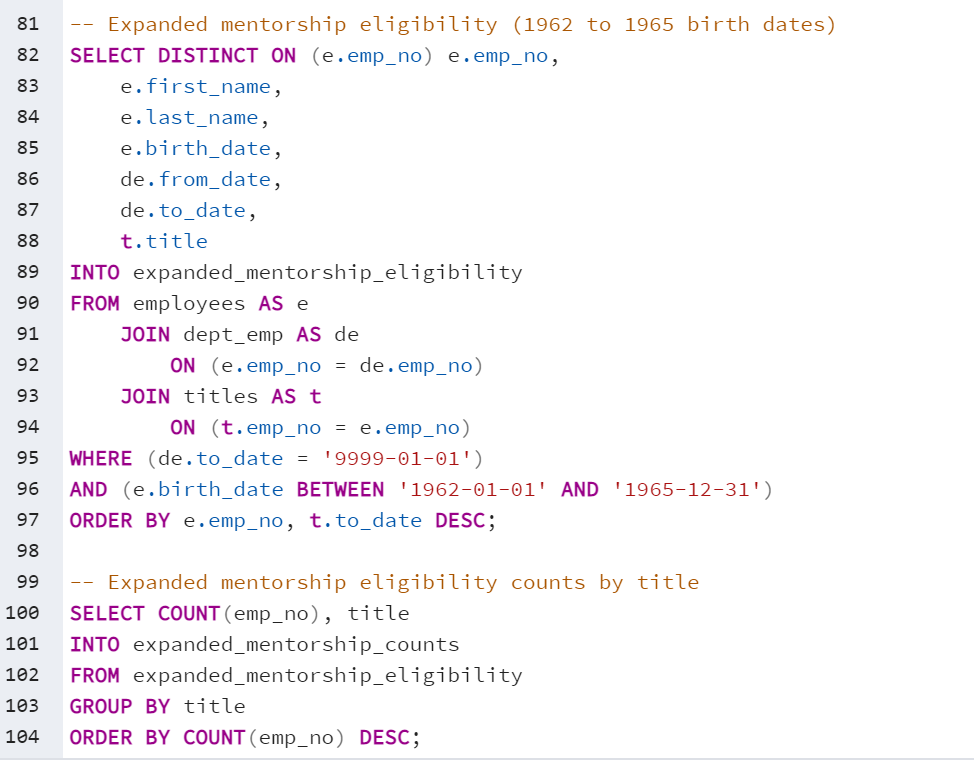 81 -- Expanded mentorship eligibility (1962 to 1965 birth dates)
82 SELECT DISTINCT ON (e.emp_no) e.emp_no,
83     e.first_name,
84     e.last_name,
85     e.birth_date,
86     de.from_date,
87     de.to_date,
88     t.title
89 INTO expanded_mentorship_eligibility
90 FROM employees AS e
91     JOIN dept_emp AS de
92         ON (e.emp_no = de.emp_no)
93     JOIN titles AS t
94         ON (t.emp_no = e.emp_no)
95 WHERE (de.to_date = '9999-01-01')
96 AND (e.birth_date BETWEEN '1962-01-01' AND '1965-12-31')
97 ORDER BY e.emp_no, t.to_date DESC;
98
99 -- Expanded mentorship eligibility counts by title
100 SELECT COUNT(emp_no), title
101 INTO expanded_mentorship_counts
102 FROM expanded_mentorship_eligibility
103 GROUP BY title
104 ORDER BY COUNT(emp_no) DESC;